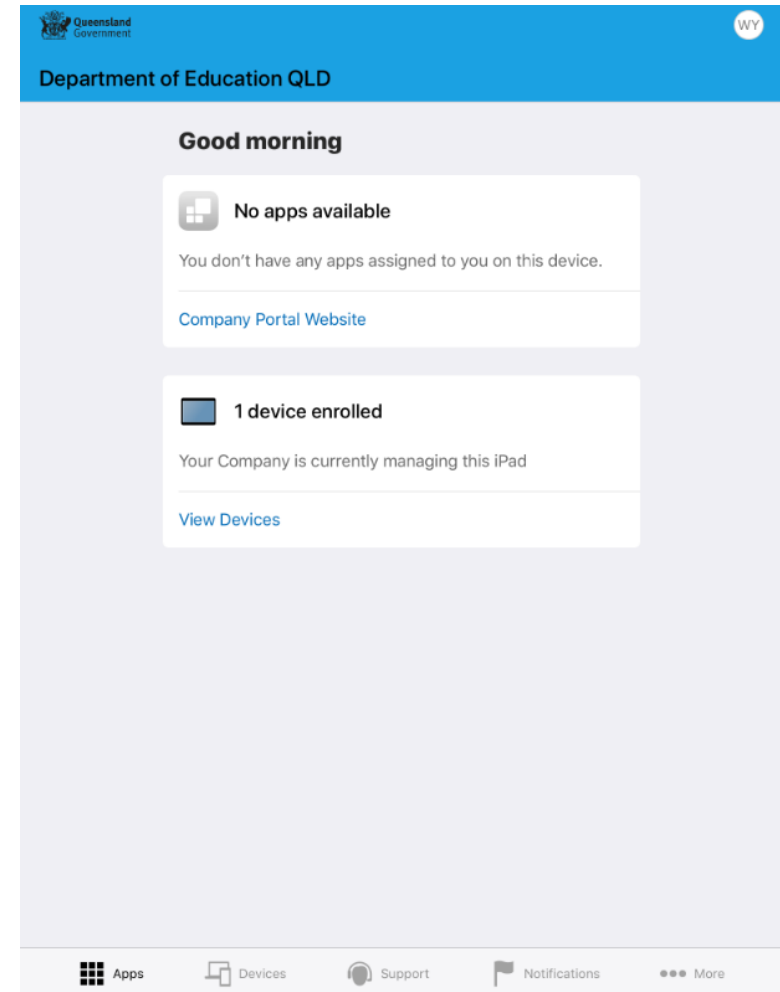 Queensland
Government
WY
Department of Education QLD
Good morning
No apps available
You don't have any apps assigned to you on this device.
Company Portal Website
1 device enrolled
Your Company is currently managing this iPad
View Devices
Apps
Devices
Support
Notifications
More